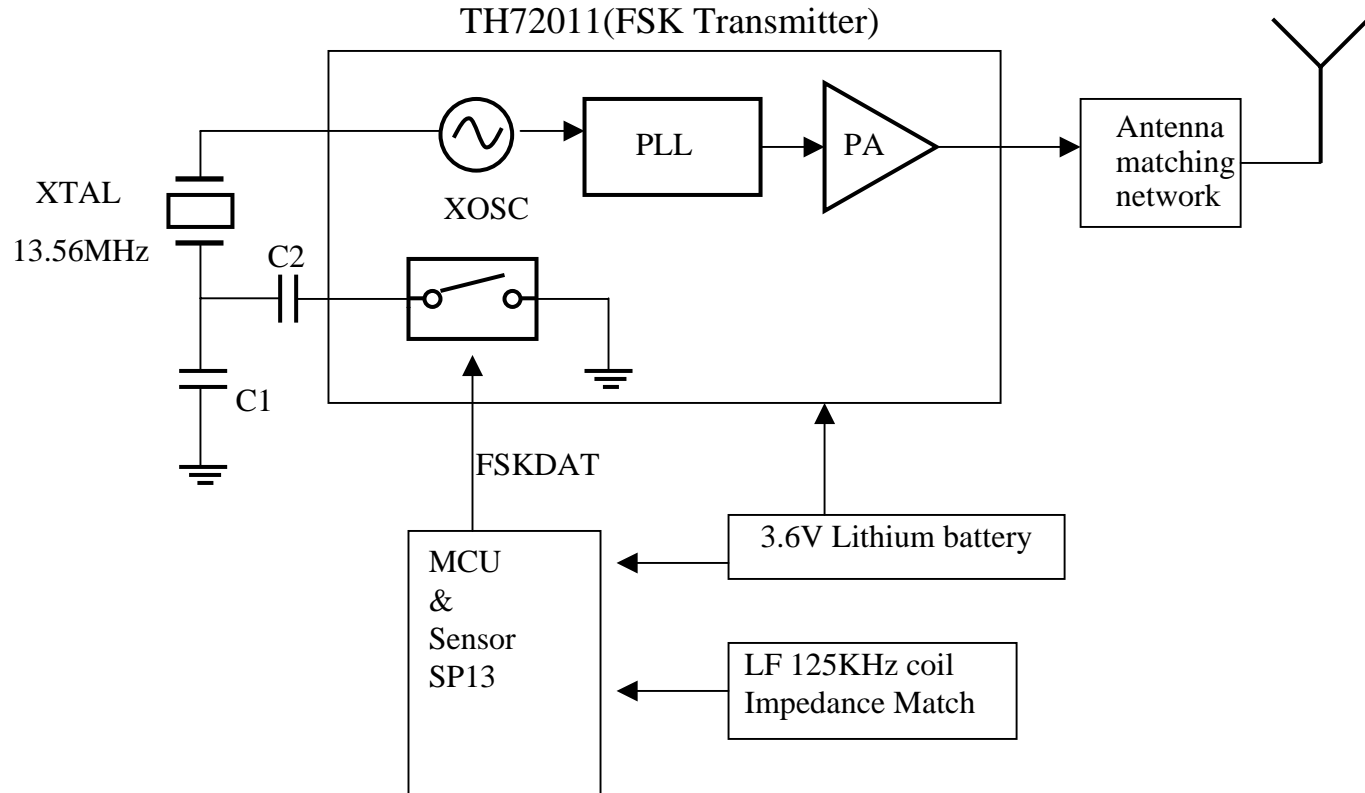 TH72011(FSK Transmitter)
XTAL
13.56MHz
XOSC
PLL
PA
Antenna
matching
network
C2
C1
FSKDAT
MCU
&
Sensor
SP13
3.6V Lithium battery
LF 125KHz coil
Impedance Match